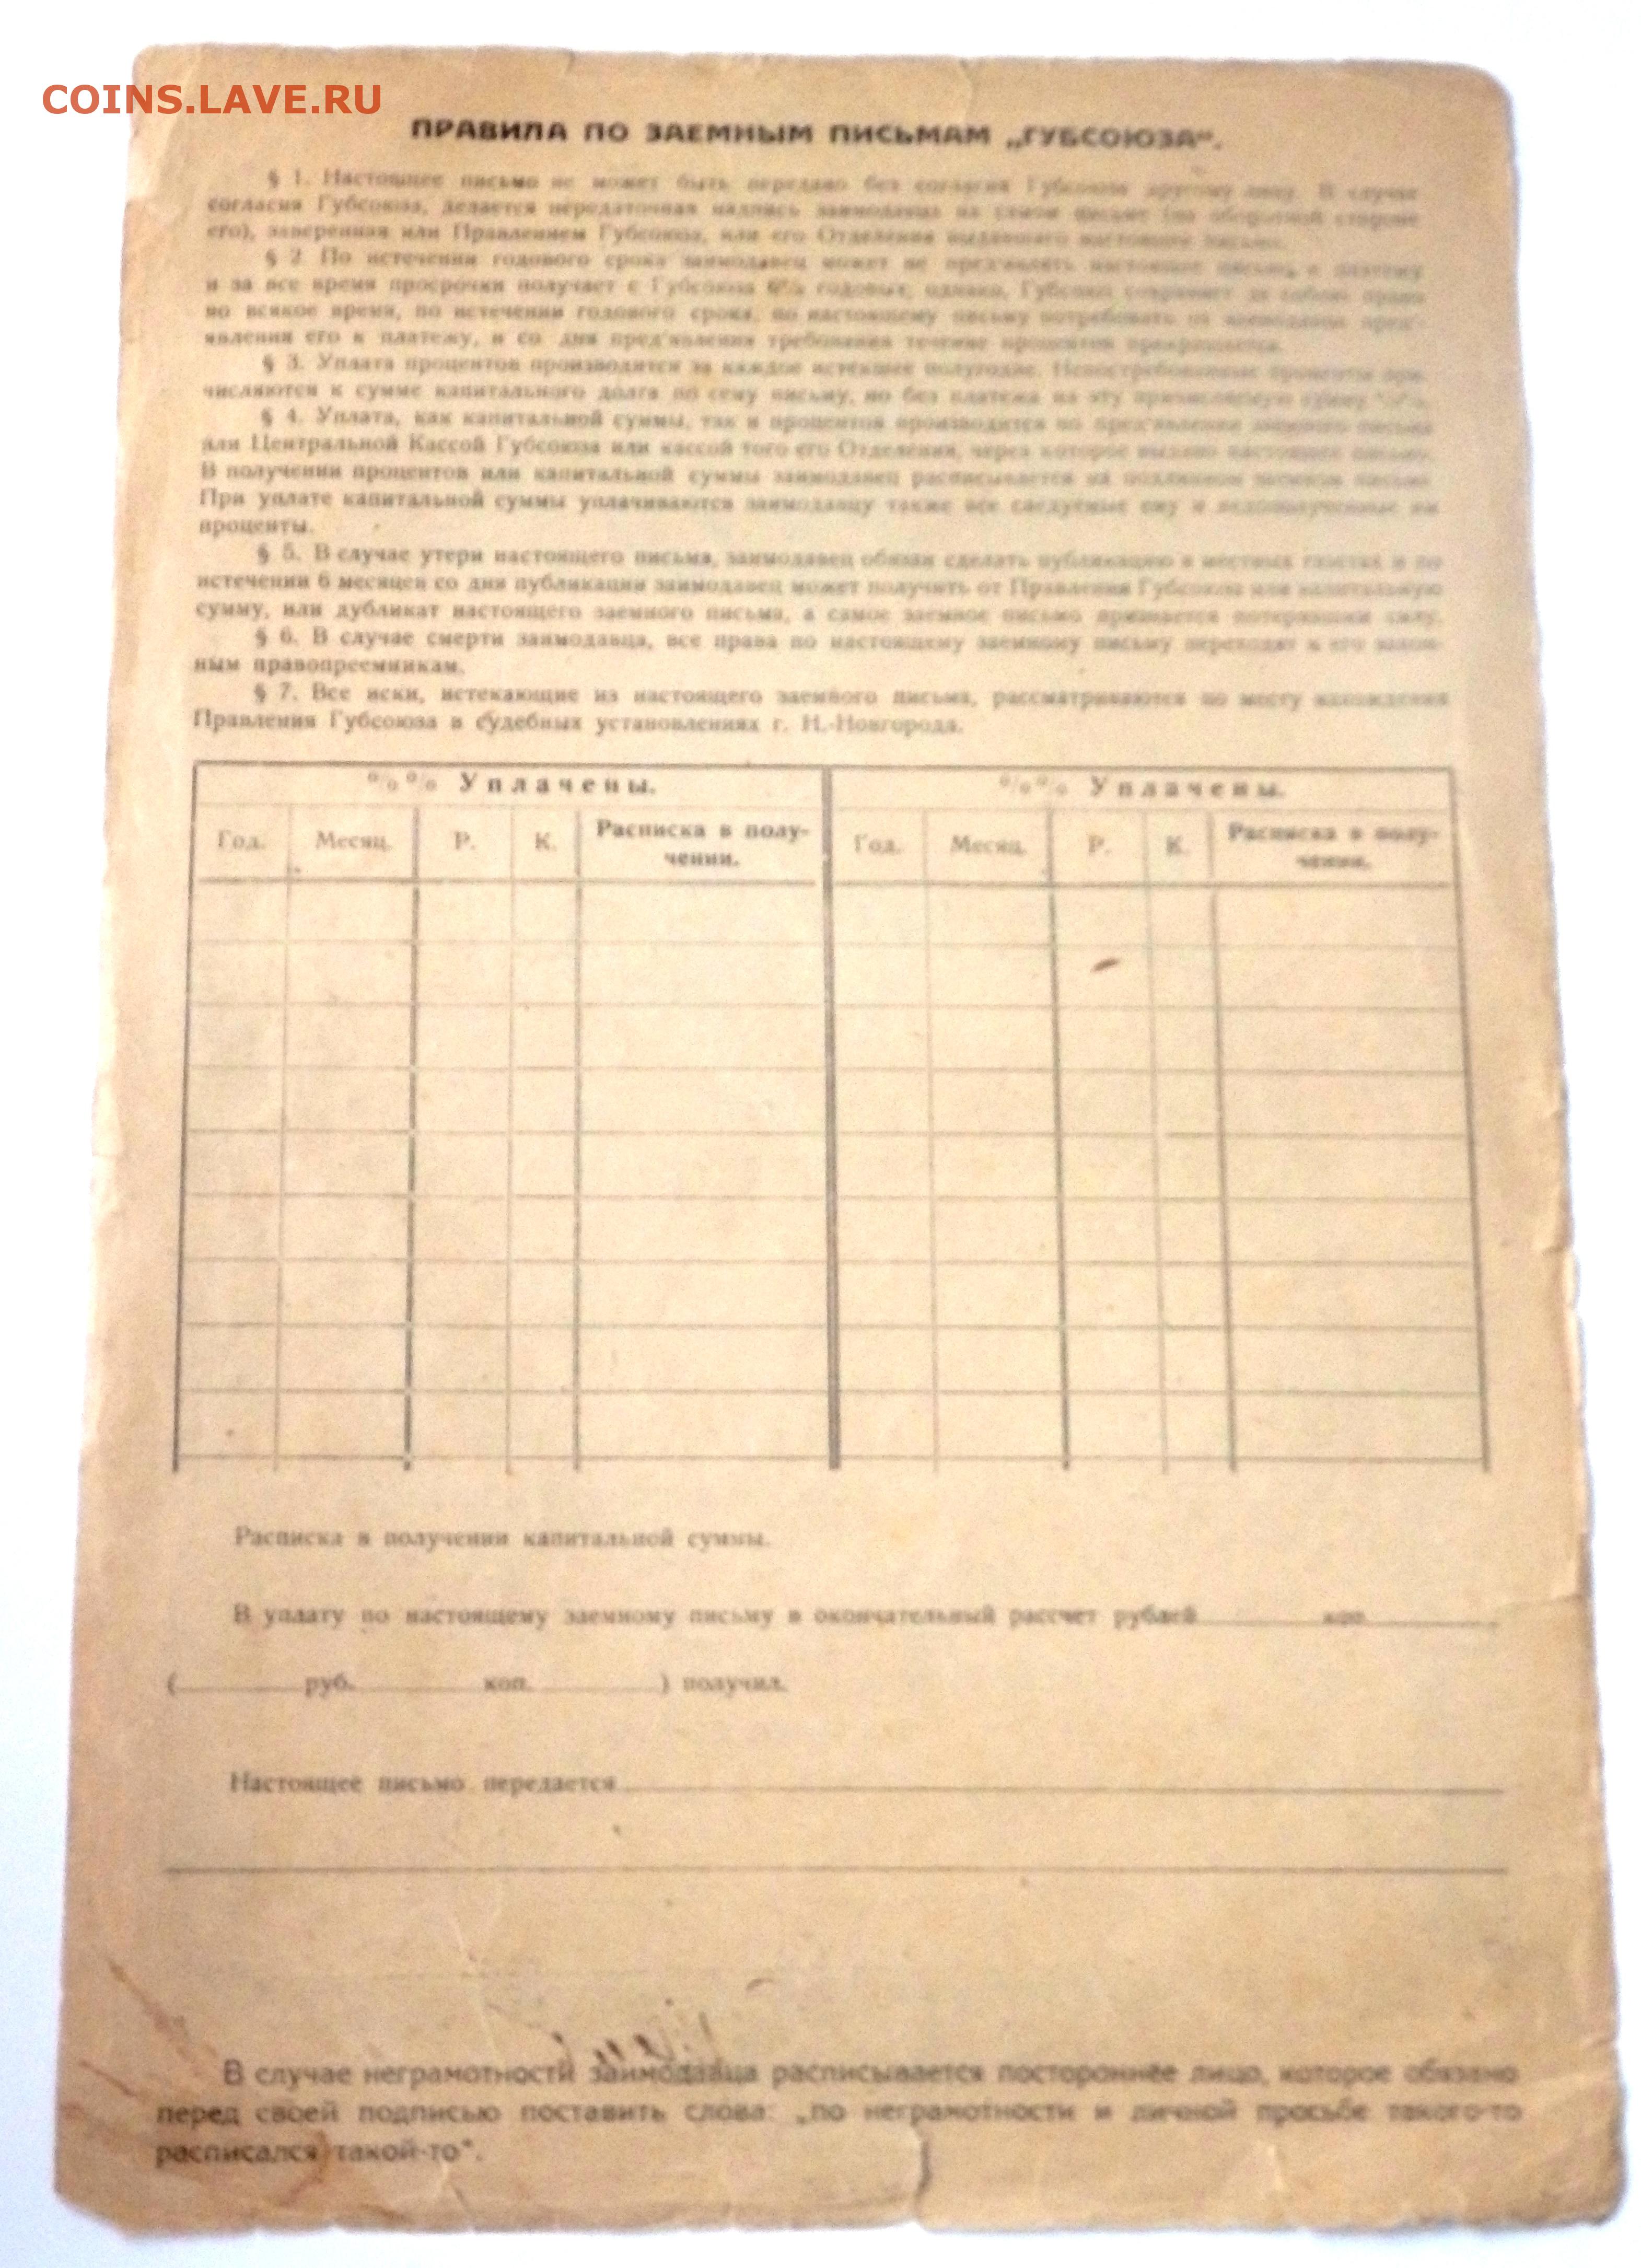 COINS.LAVE.RU
ПРАВИЛА ПО ЗАЕМНЫМ ПИСЬМАМ „ГУБСОЮЗА“.
§ 1. Настоящее письмо не может быть передано без согласия Губсоюза другому лицу. В случае
согласия Губсоюза, делается передаточная надпись заимодавца на самом письме (на оборотной стороне
его), заверенная или Правлением Губсоюза, или его Отделения выдавшего настоящее письмо.
§ 2 По истечении годового срока заимодавец может не пред'являть настоящее письмо к платежу
и за все время просрочки получает с Губсоюза 6% годовых, однако, Губсоюз сохраняет за собою право
во всякое время, по истечении годового срока, по настоящему письму потребовать от заимодавца пред'-
явления его к платежу, и со дня пред'явления требования течение процентов прекращается.
§ 3. Уплата процентов производится за каждое истекшее полугодие. Непотребованные проценты при-
числяются к сумме капитального долга по сему письму, но без платежа на эту причисляемую сумму
§ 4. Уплата, как капитальной суммы, так и процентов производится по пред'явлении заемного письма
или Центральной Кассой Губсоюза или кассой того его Отделения, через которое выдано настоящее письмо.
В получении процентов или капитальной суммы заимодавец расписывается на подлинном заемном письме
При уплате капитальной суммы уплачиваются заимодавцу также все следуемые ему и недополученные им
проценты.
§ 5. В случае утери настоящего письма, заимодавец обязан сделать публикацию в местных газетах и по
истечении 6 месяцев со дня публикации заимодавец может получить от Правления Губсоюза или капитальную
сумму, или дубликат настоящего заемного письма, а самое заемное письмо признается потерявшим силу.
§ 6. В случае смерти заимодавца, все права по настоящему заемному письму переходят к его закон-
ным правопреемникам.
§ 7. Все иски, истекающие из настоящего заемного письма, рассматриваются по месту нахождения
Правления Губсоюза в судебных установлениях г. Н.-Новгорода.
%% Уплачены. %% Уплачены.
Год. Месяц. Р. К. Расписка в полу- Год. Месяц. Р. К. Расписка в полу-
чении. чении.
Расписка в получении капитальной суммы.
В уплату по настоящему заемному письму в окончательный рассчет рублей коп.
( руб. коп. ) получил.
Настоящее письмо передается
В случае неграмотности заимодавца расписывается постороннее лицо, которое обязано
перед своей подписью поставить слова: „по неграмотности и личной просьбе такого-то
расписался такой-то“.